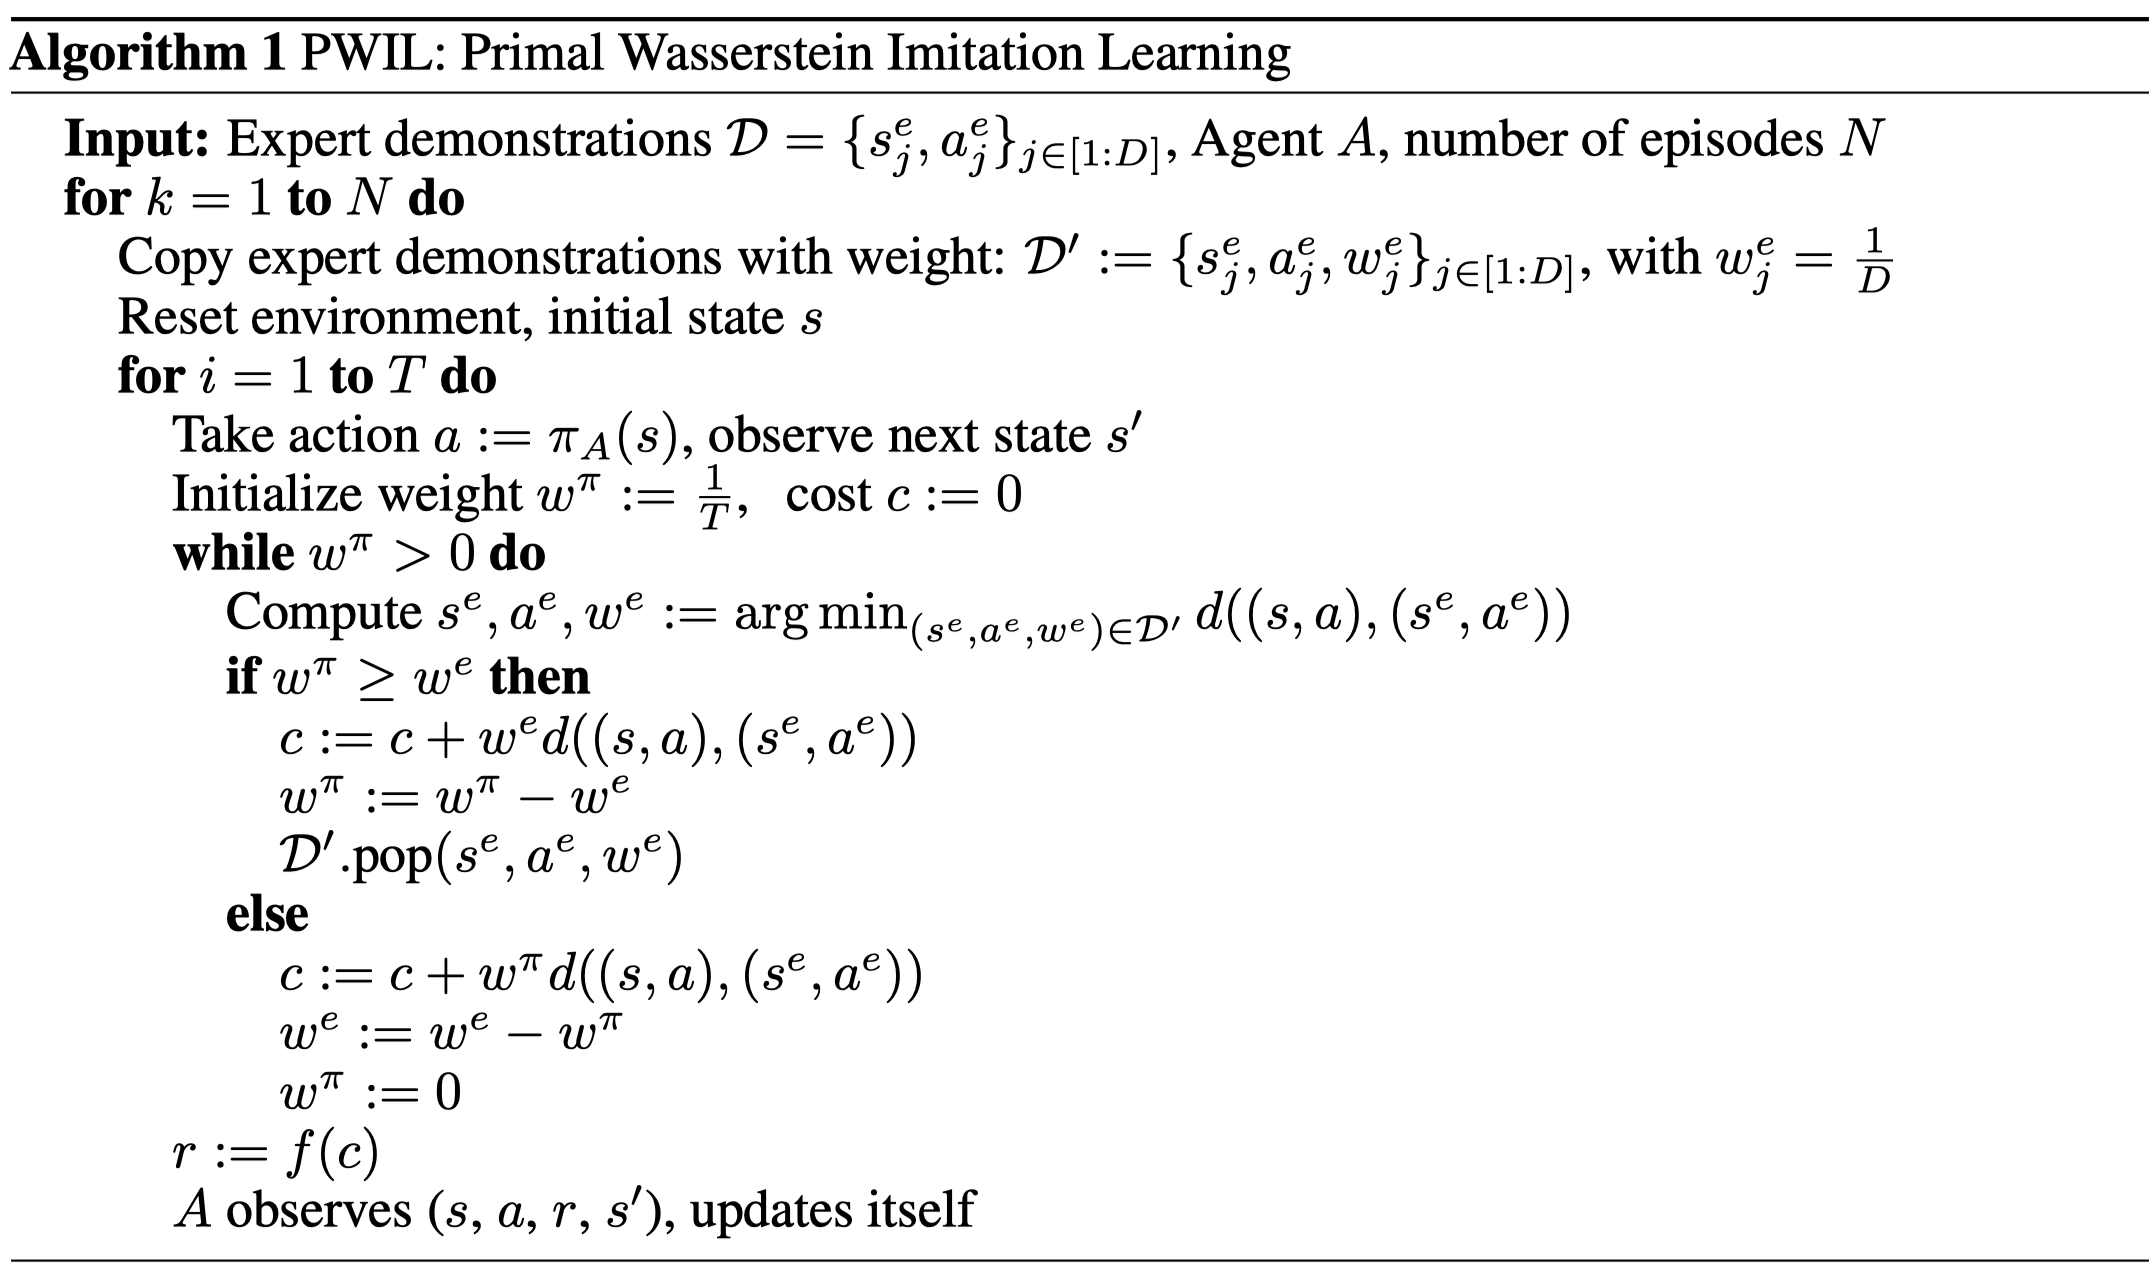 Algorithm 1 PWIL: Primal Wasserstein Imitation Learning
Input: Expert demonstrations $\mathcal{D} = \{s_j^e, a_j^e\}_{j \in [1:D]}$, Agent $A$, number of episodes $N$
for $k = 1$ to $N$ do
Copy expert demonstrations with weight: $\mathcal{D}' := \{s_j^e, a_j^e, w_j^e\}_{j \in [1:D]}$, with $w_j^e = \frac{1}{D}$
Reset environment, initial state $s$
for $i = 1$ to $T$ do
Take action $a := \pi_A(s)$, observe next state $s'$
Initialize weight $w^\pi := \frac{1}{T}$, cost $c := 0$
while $w^\pi > 0$ do
Compute $s^e, a^e, w^e := \arg\min_{(s^e, a^e, w^e) \in \mathcal{D}'} d((s, a), (s^e, a^e))$
if $w^\pi \geq w^e$ then
$c := c + w^e d((s, a), (s^e, a^e))$
$w^\pi := w^\pi - w^e$
$\mathcal{D}'$.pop$(s^e, a^e, w^e)$
else
$c := c + w^\pi d((s, a), (s^e, a^e))$
$w^e := w^e - w^\pi$
$w^\pi := 0$
$r := f(c)$
$A$ observes ($s$, $a$, $r$, $s'$), updates itself